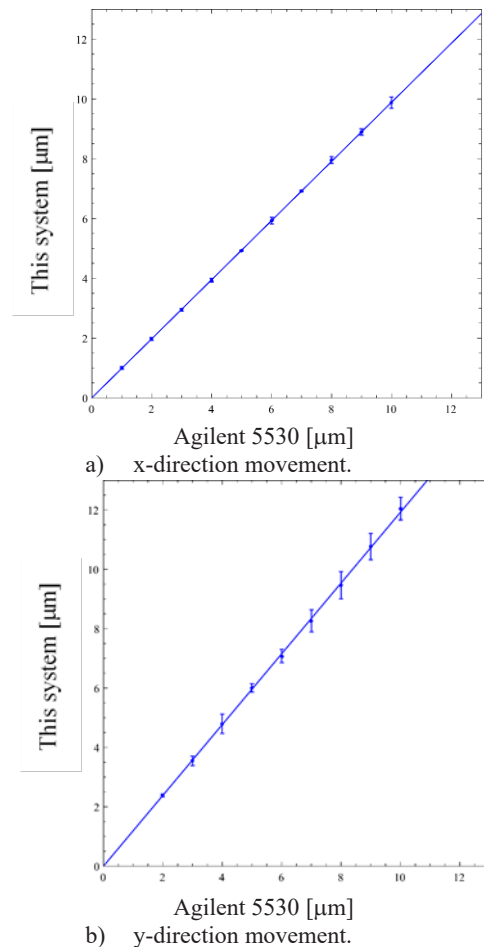 12
10
8
6
4
2
0
This system [μm]
0 2 4 6 8 10 12
Agilent 5530 [μm]
a) x-direction movement.
12
10
8
6
4
2
0
This system [μm]
0 2 4 6 8 10 12
Agilent 5530 [μm]
b) y-direction movement.